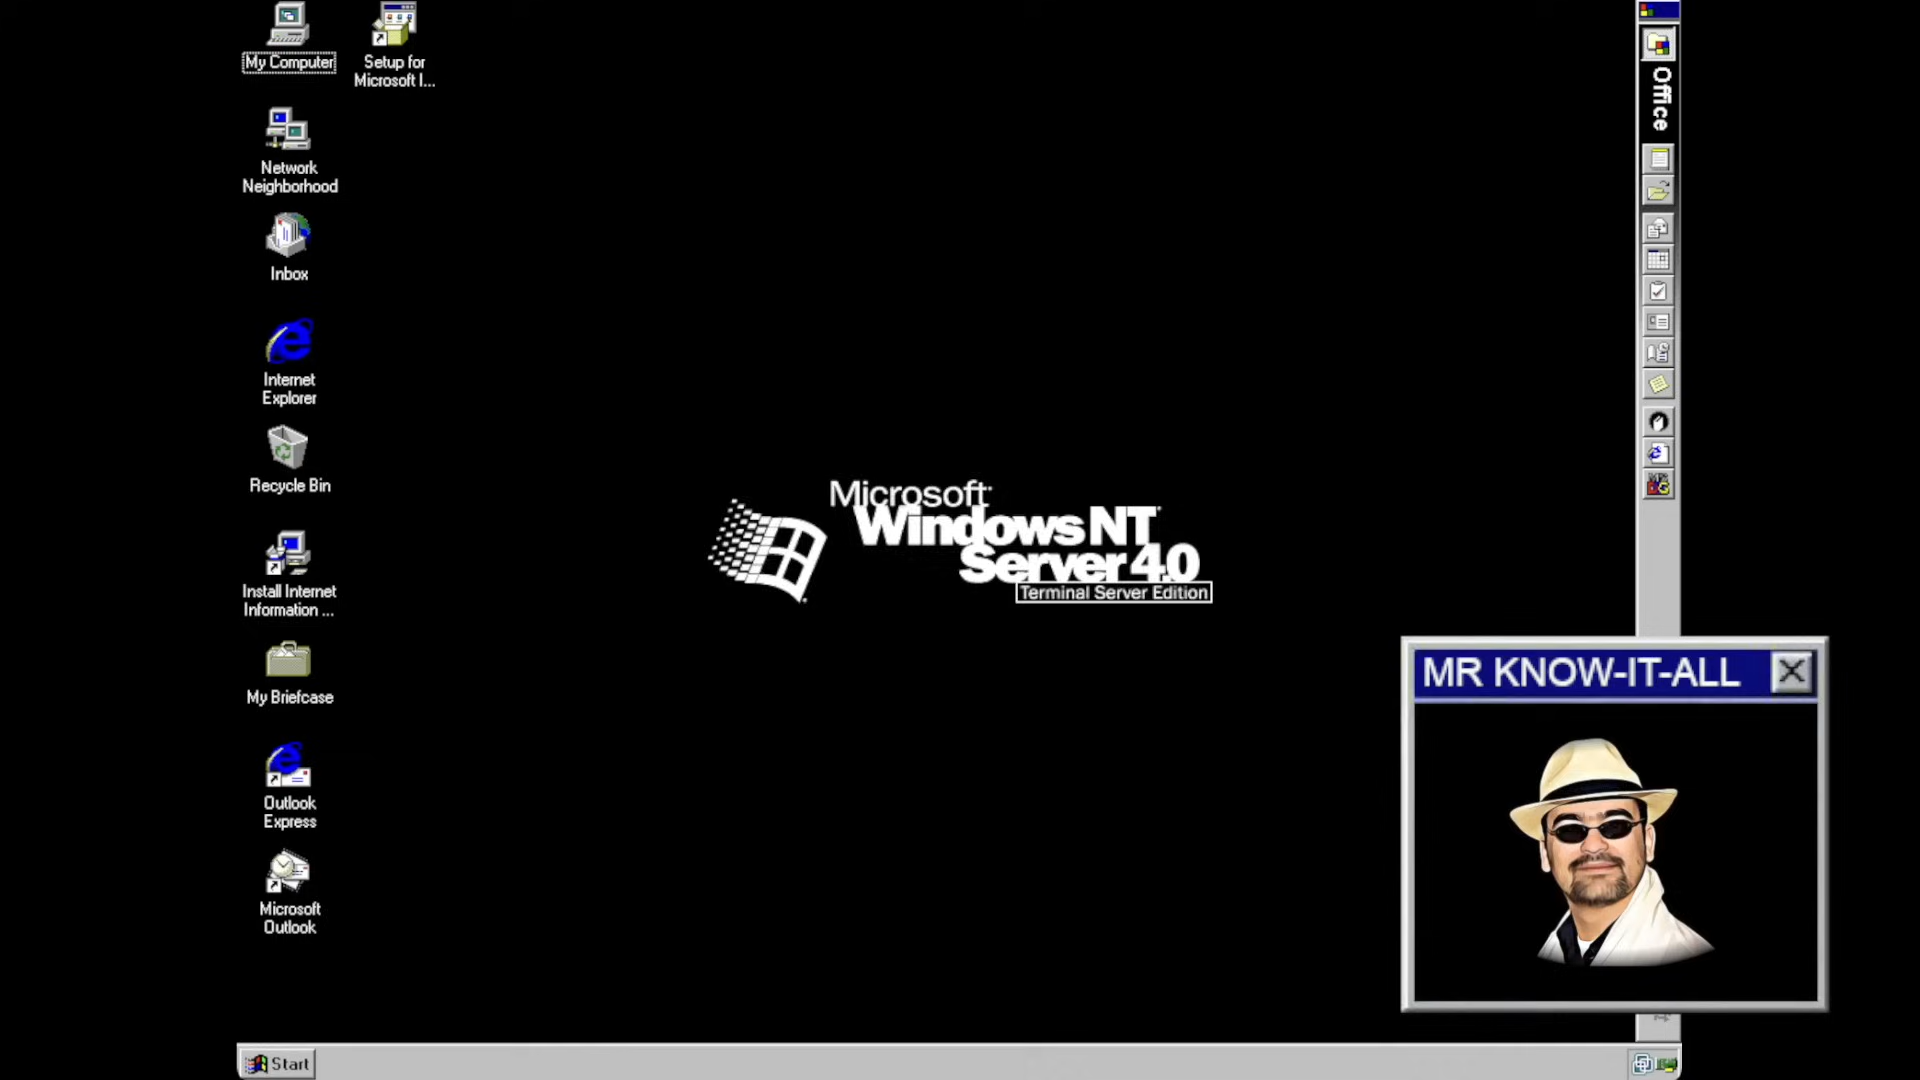 My Computer
Setup for
Microsoft I...
Network
Neighborhood
Inbox
Internet
Explorer
Recycle Bin
Install Internet
Information ...
My Briefcase
Outlook
Express
Microsoft
Outlook
Microsoft
Windows NT
Server 4.0
Terminal Server Edition
Office
MR KNOW-IT-ALL
Start